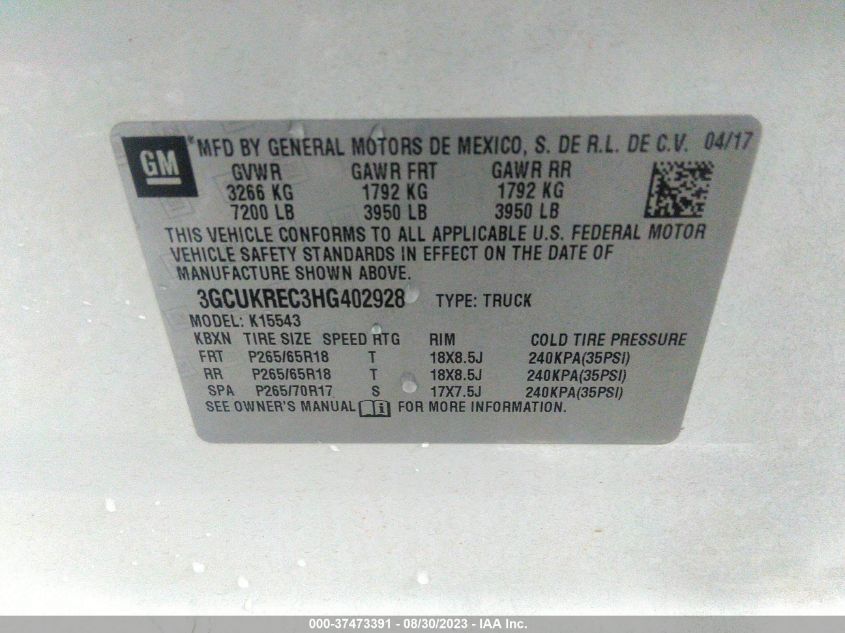 GM
*MFD BY GENERAL MOTORS DE MEXICO, S. DE R.L. DE C.V. 04/17
GVWR GAWR FRT GAWR RR
3266 KG 1792 KG 1792 KG
7200 LB 3950 LB 3950 LB
THIS VEHICLE CONFORMS TO ALL APPLICABLE U.S. FEDERAL MOTOR
VEHICLE SAFETY STANDARDS IN EFFECT ON THE DATE OF
MANUFACTURE SHOWN ABOVE.
3GCUKREC3HG402928 TYPE: TRUCK
MODEL: K15543
KBXN TIRE SIZE SPEED RTG RIM COLD TIRE PRESSURE
FRT P265/65R18 T 18X8.5J 240KPA(35PSI)
RR P265/65R18 T 18X8.5J 240KPA(35PSI)
SPA P265/70R17 S 17X7.5J 240KPA(35PSI)
SEE OWNER'S MANUAL i FOR MORE INFORMATION.
000-37473391 - 08/30/2023 - IAA Inc.